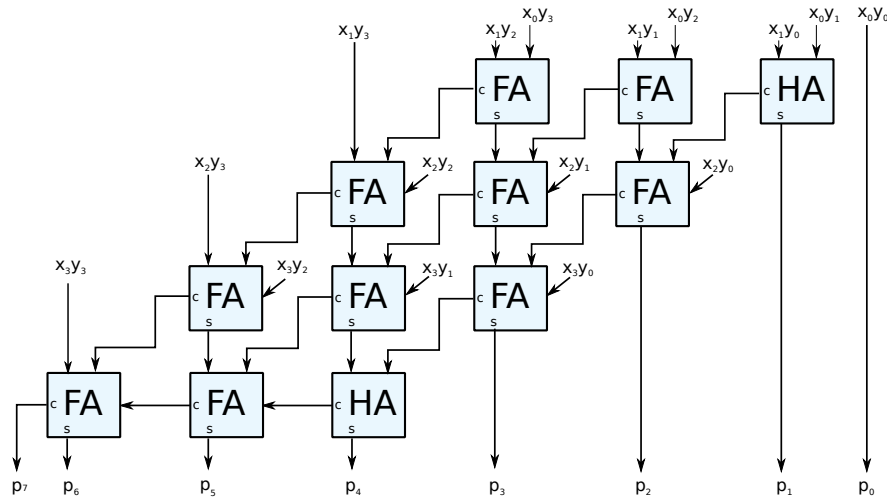 x₀y₃ x₀y₂ x₀y₁ x₀y₀
x₁y₃ x₁y₂ x₁y₁ x₁y₀
c FA s c FA s c HA s
x₂y₃ x₂y₂ x₂y₁ x₂y₀
c FA s c FA s c FA s
x₃y₃ x₃y₂ x₃y₁ x₃y₀
c FA s c FA s c FA s
c FA s c FA s c HA s
p₇ p₆ p₅ p₄ p₃ p₂ p₁ p₀